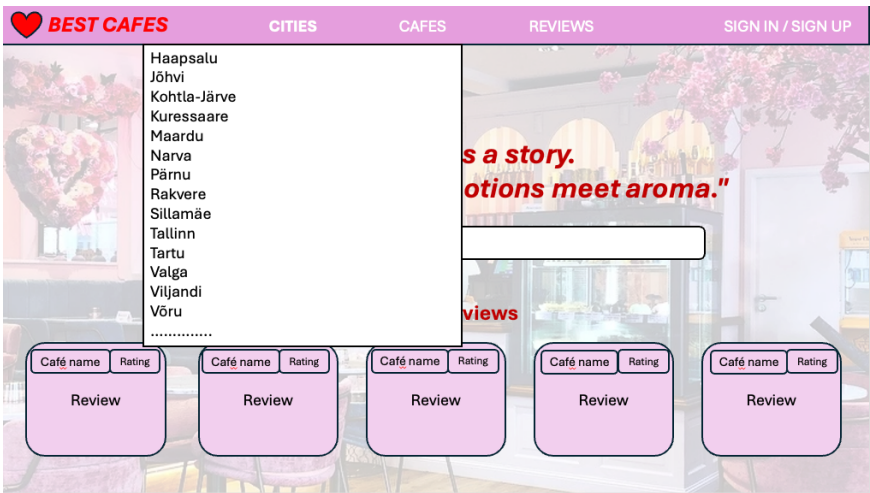 BEST CAFES
CITIES
CAFES
REVIEWS
SIGN IN / SIGN UP
Haapsalu
Jõhvi
Kohtla-Järve
Kuressaare
Maardu
Narva
Pärnu
Rakvere
Sillamäe
Tallinn
Tartu
Valga
Viljandi
Võru
..............
s a story.
otions meet aroma."
views
Café name
Rating
Review
Café name
Rating
Review
Café name
Rating
Review
Café name
Rating
Review
Café name
Rating
Review